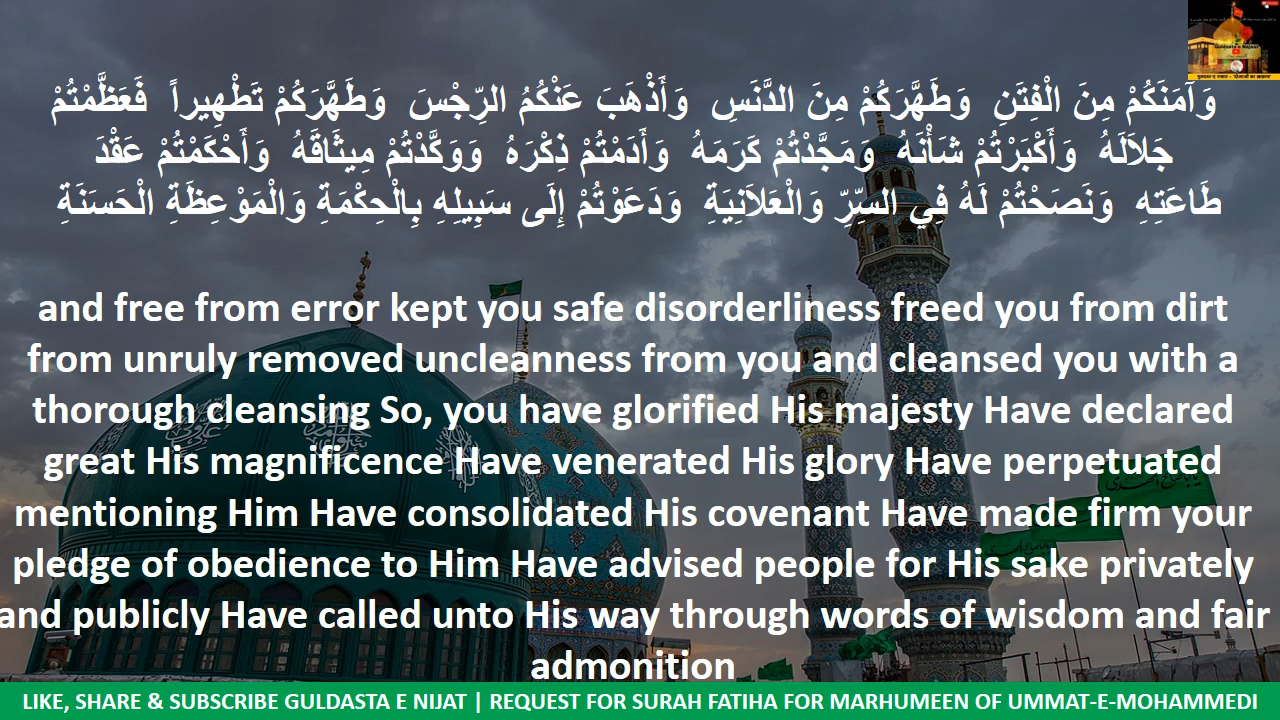 وَآمَنَكُمْ مِنَ الْفِتَنِ  وَطَهَّرَكُمْ مِنَ الدَّنَسِ  وَأَذْهَبَ عَنْكُمُ الرِّجْسَ  وَطَهَّرَكُمْ تَطْهِيراً  فَعَظَّمْتُمْ
جَلاَلَهُ  وَأَكْبَرْتُمْ شَأْنَهُ  وَمَجَّدْتُمْ كَرَمَهُ  وَأَدَمْتُمْ ذِكْرَهُ  وَوَكَّدْتُمْ مِيثَاقَهُ  وَأَحْكَمْتُمْ عَقْدَ
طَاعَتِهِ  وَنَصَحْتُمْ لَهُ فِي السِّرِّ وَالْعَلاَنِيَةِ  وَدَعَوْتُمْ إِلَى سَبِيلِهِ بِالْحِكْمَةِ وَالْمَوْعِظَةِ الْحَسَنَةِ
and free from error kept you safe disorderliness freed you from dirt
from unruly removed uncleanness from you and cleansed you with a
thorough cleansing So, you have glorified His majesty Have declared
great His magnificence Have venerated His glory Have perpetuated
mentioning Him Have consolidated His covenant Have made firm your
pledge of obedience to Him Have advised people for His sake privately
and publicly Have called unto His way through words of wisdom and fair
admonition
LIKE, SHARE & SUBSCRIBE GULDASTA E NIJAT | REQUEST FOR SURAH FATIHA FOR MARHUMEEN OF UMMAT-E-MOHAMMEDI